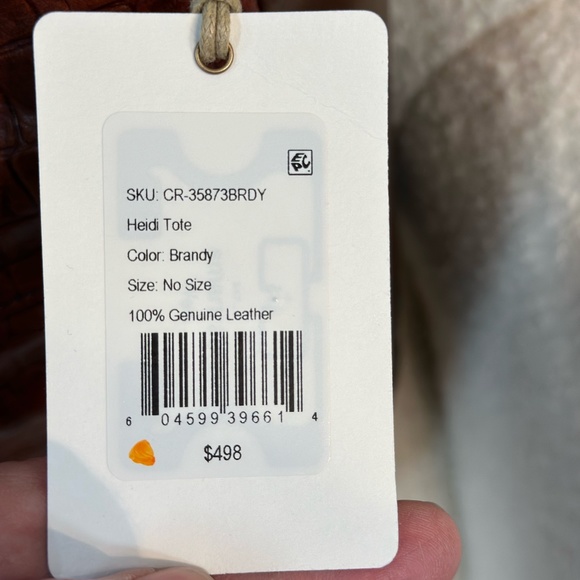 SKU: CR-35873BRDY
Heidi Tote
Color: Brandy
Size: No Size
100% Genuine Leather
6 04599 39661 4
$498